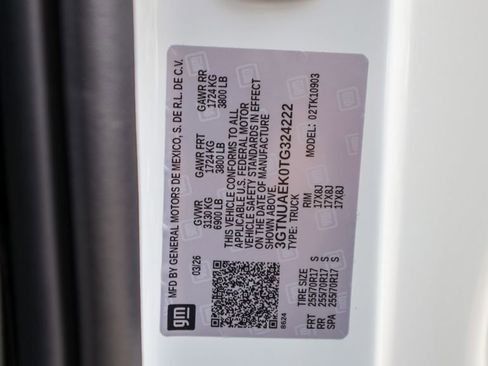 MFD BY GENERAL MOTORS DE MEXICO, S. DE R.L. DE C.V.
03/26
GVWR
3130 KG
6900 LB
GAWR FRT
1724 KG
3800 LB
GAWR RR
1724 KG
3800 LB
THIS VEHICLE CONFORMS TO ALL
APPLICABLE U.S. FEDERAL MOTOR
VEHICLE SAFETY STANDARDS IN EFFECT
ON THE DATE OF MANUFACTURE
SHOWN ABOVE.
3GTNUAEK0TG324222
TYPE: TRUCK
02TK10903
gm
8624
TIRE SIZE RIM
FRT 255/70R17 S 17X8J
RR 255/70R17 S 17X8J
SPA 255/70R17 S 17X8J